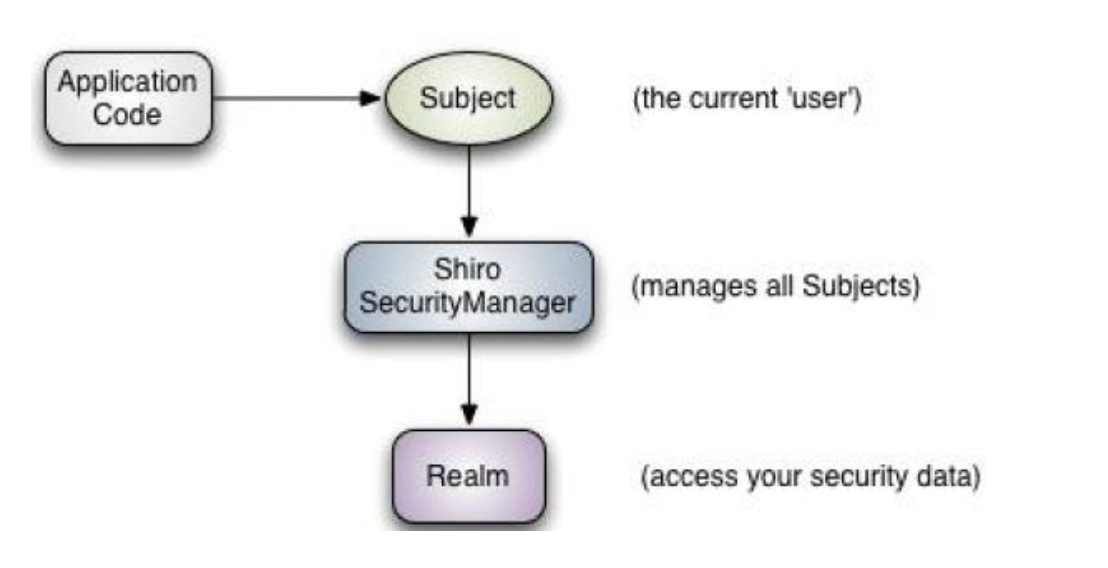 Application
Code
Subject
(the current 'user')
Shiro
SecurityManager
(manages all Subjects)
Realm
(access your security data)